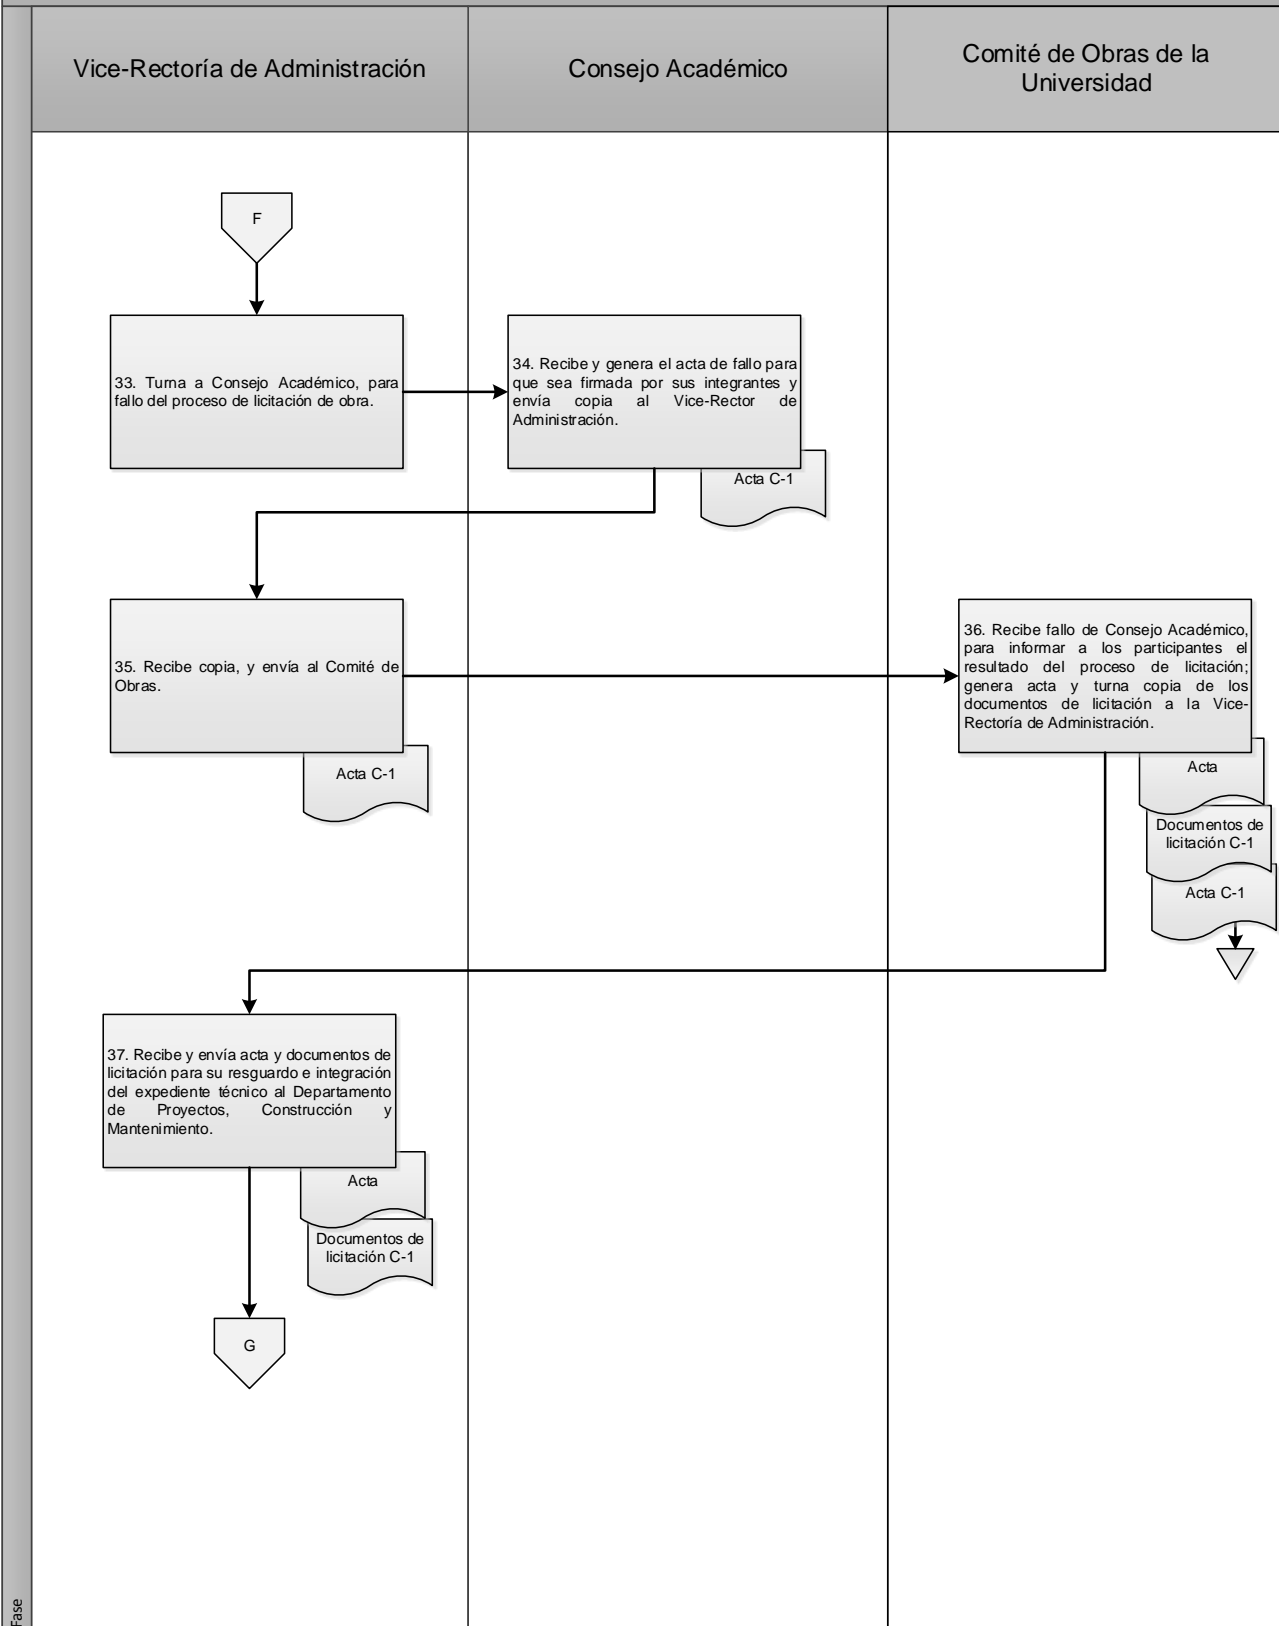 Vice-Rectoría de Administración
Consejo Académico
Comité de Obras de la
Universidad
F
33. Turna a Consejo Académico, para
fallo del proceso de licitación de obra.
34. Recibe y genera el acta de fallo para
que sea firmada por sus integrantes y
envía copia al Vice-Rector de
Administración.
Acta C-1
35. Recibe copia, y envía al Comité de
Obras.
Acta C-1
36. Recibe fallo de Consejo Académico,
para informar a los participantes el
resultado del proceso de licitación;
genera acta y turna copia de los
documentos de licitación a la Vice-
Rectoría de Administración.
Acta
Documentos de
licitación C-1
Acta C-1
37. Recibe y envía acta y documentos de
licitación para su resguardo e integración
del expediente técnico al Departamento
de Proyectos, Construcción y
Mantenimiento.
Acta
Documentos de
licitación C-1
G
Fase